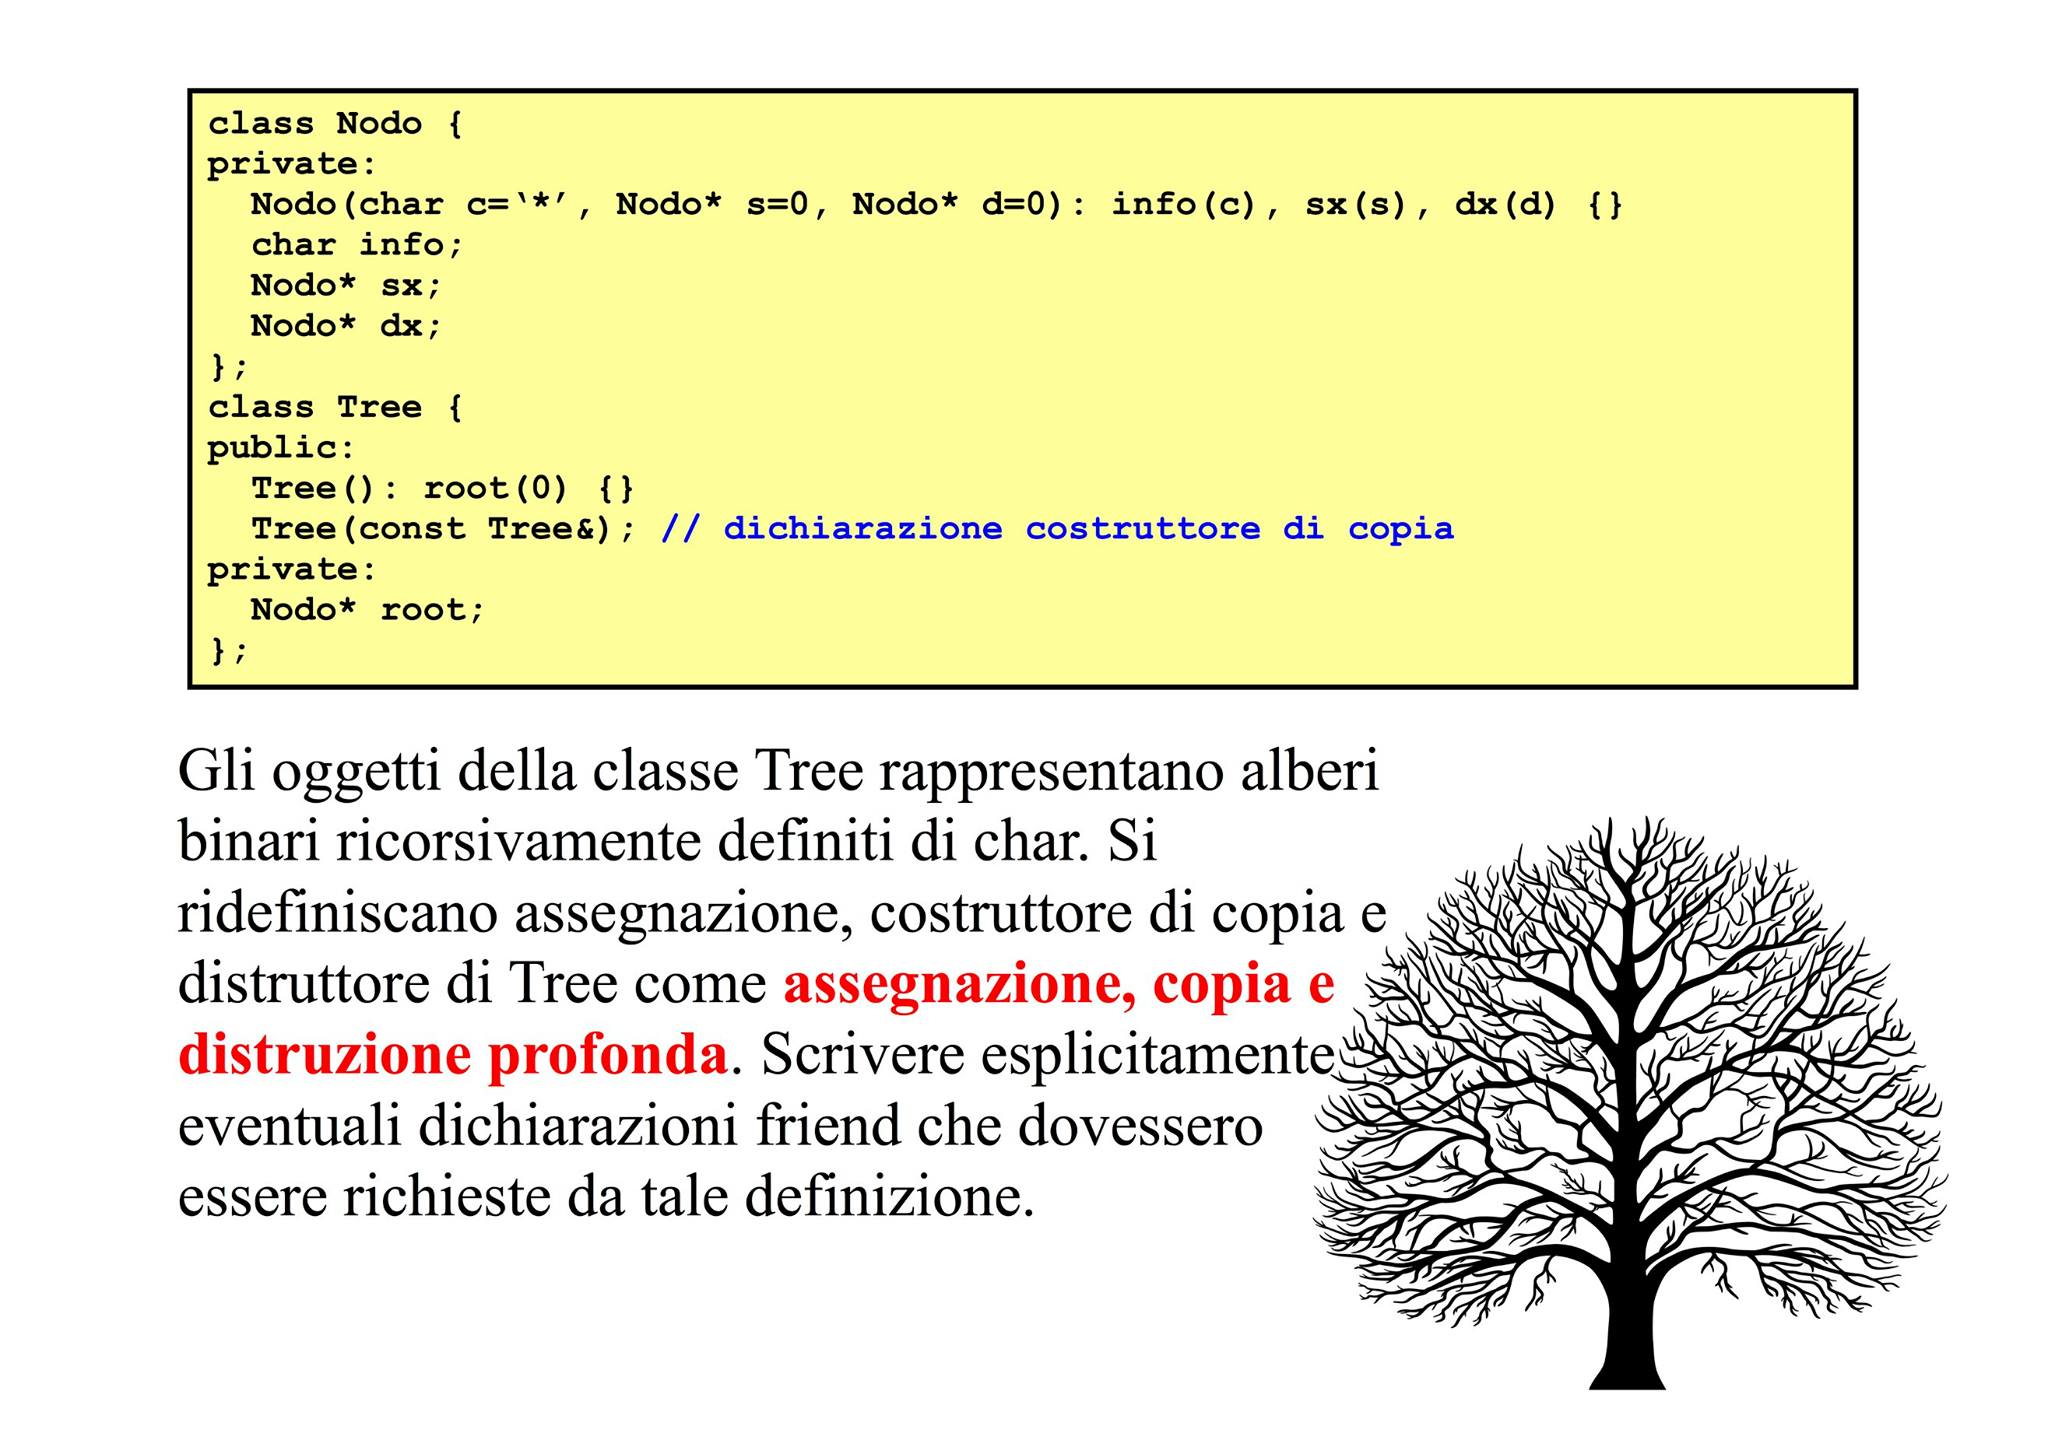 class Nodo {
private:
  Nodo(char c=‘*’, Nodo* s=0, Nodo* d=0): info(c), sx(s), dx(d) {}
  char info;
  Nodo* sx;
  Nodo* dx;
};
class Tree {
public:
  Tree(): root(0) {}
  Tree(const Tree&); // dichiarazione costruttore di copia
private:
  Nodo* root;
};
Gli oggetti della classe Tree rappresentano alberi
binari ricorsivamente definiti di char. Si
ridefiniscano assegnazione, costruttore di copia e
distruttore di Tree come assegnazione, copia e
distruzione profonda. Scrivere esplicitamente
eventuali dichiarazioni friend che dovessero
essere richieste da tale definizione.